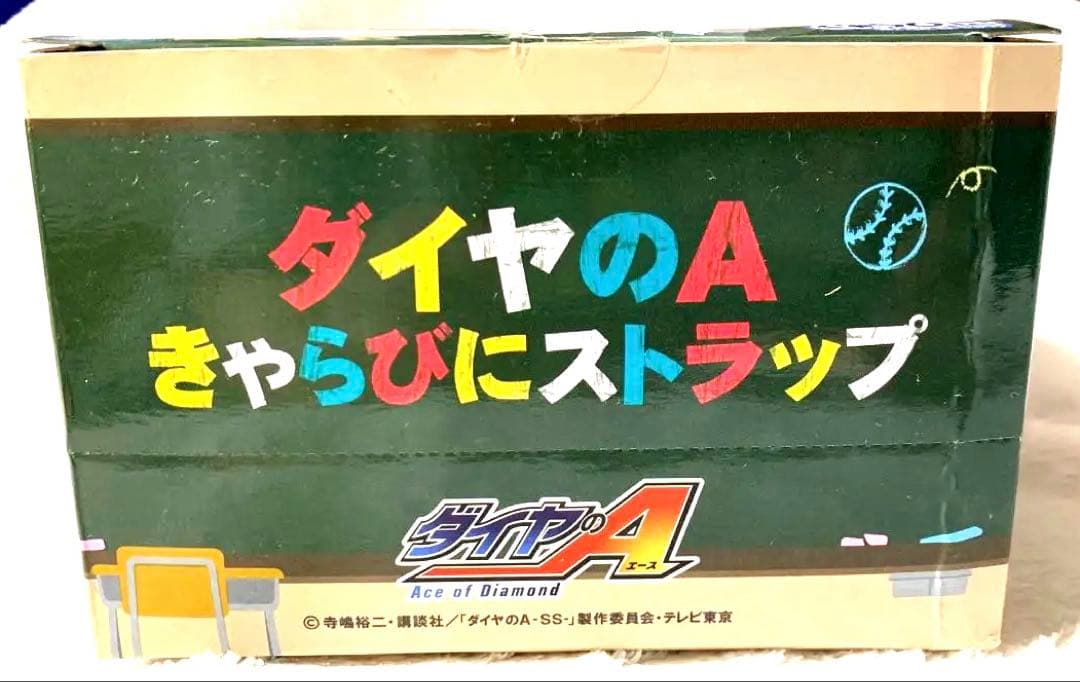 ダイヤのA
きゃらびにストラップ
ダイヤのA
エース
Ace of Diamond
©寺嶋裕二・講談社／「ダイヤのA-SS-」製作委員会・テレビ東京